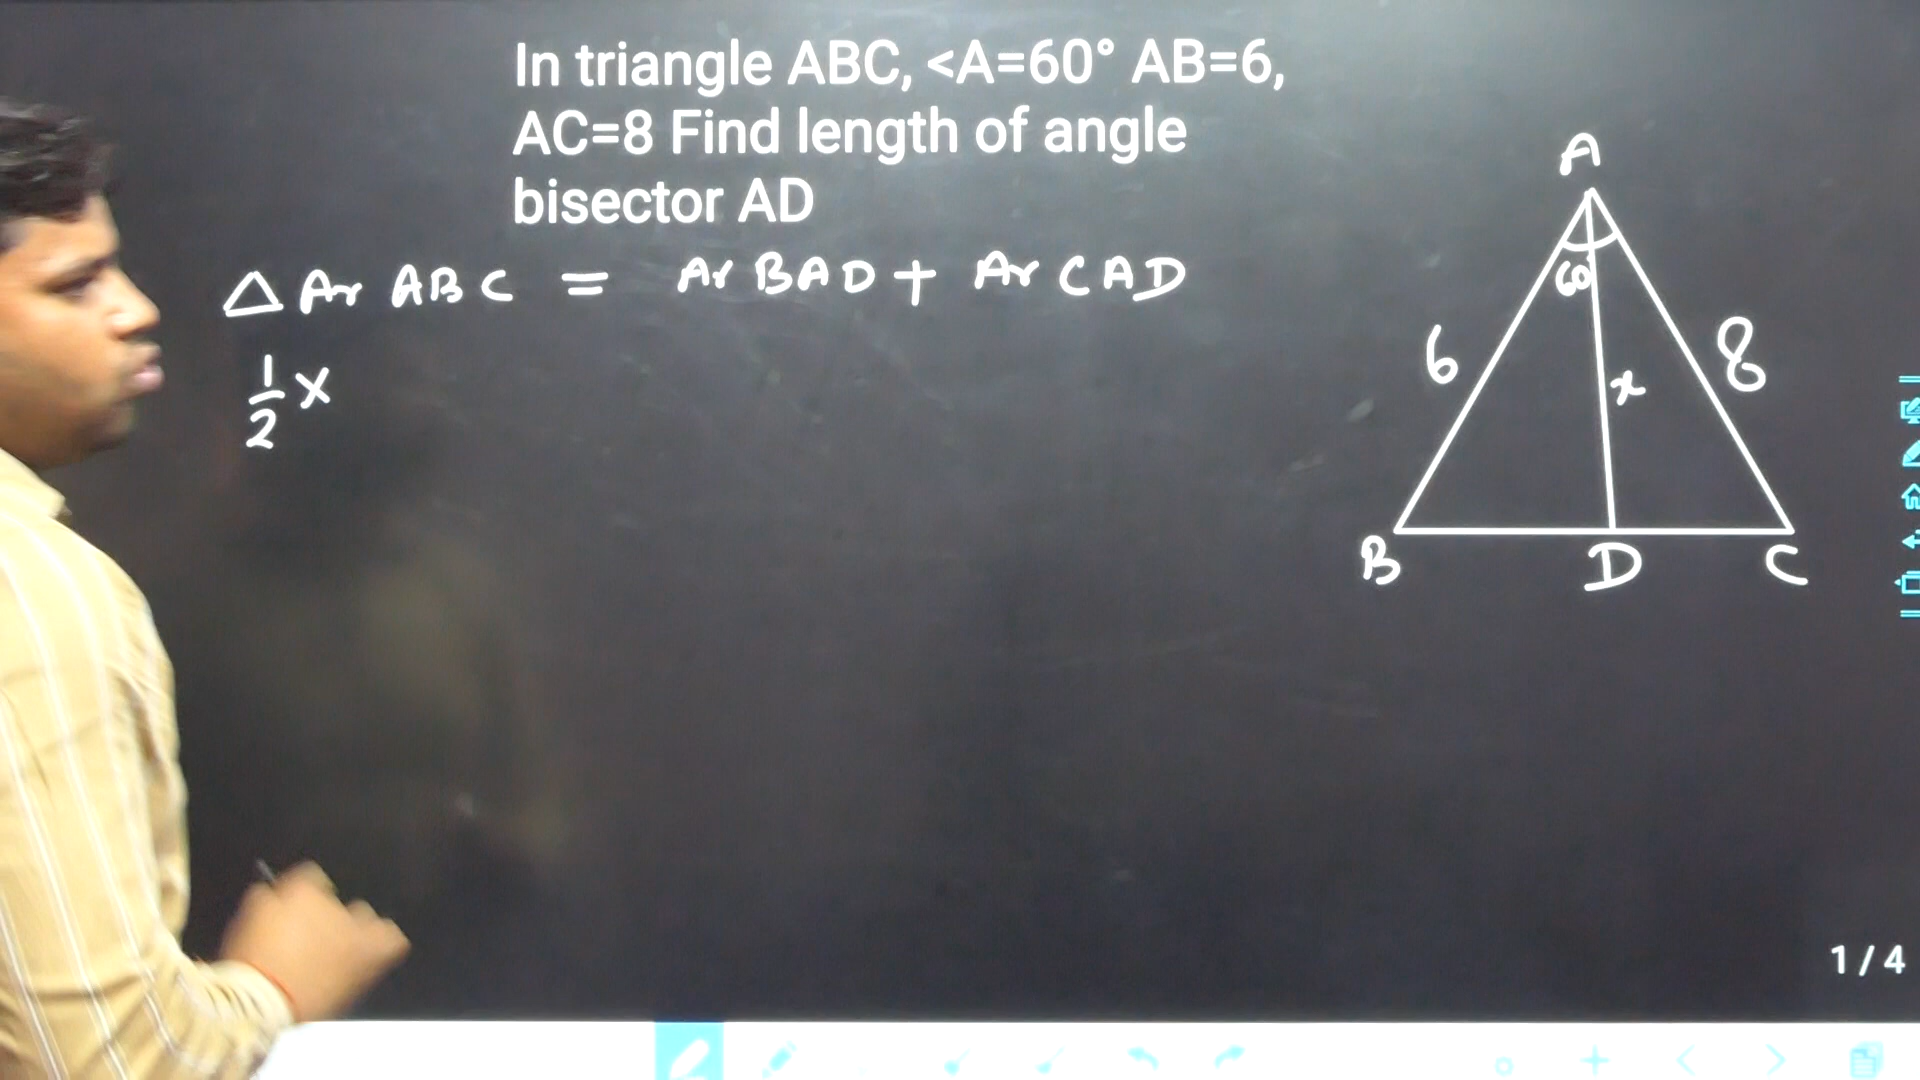 In triangle ABC, <A=60° AB=6,
AC=8 Find length of angle
bisector AD
△ Ar ABC = Ar BAD + Ar CAD
1/2 x
A
60
6
8
x
B
D
C
1/4